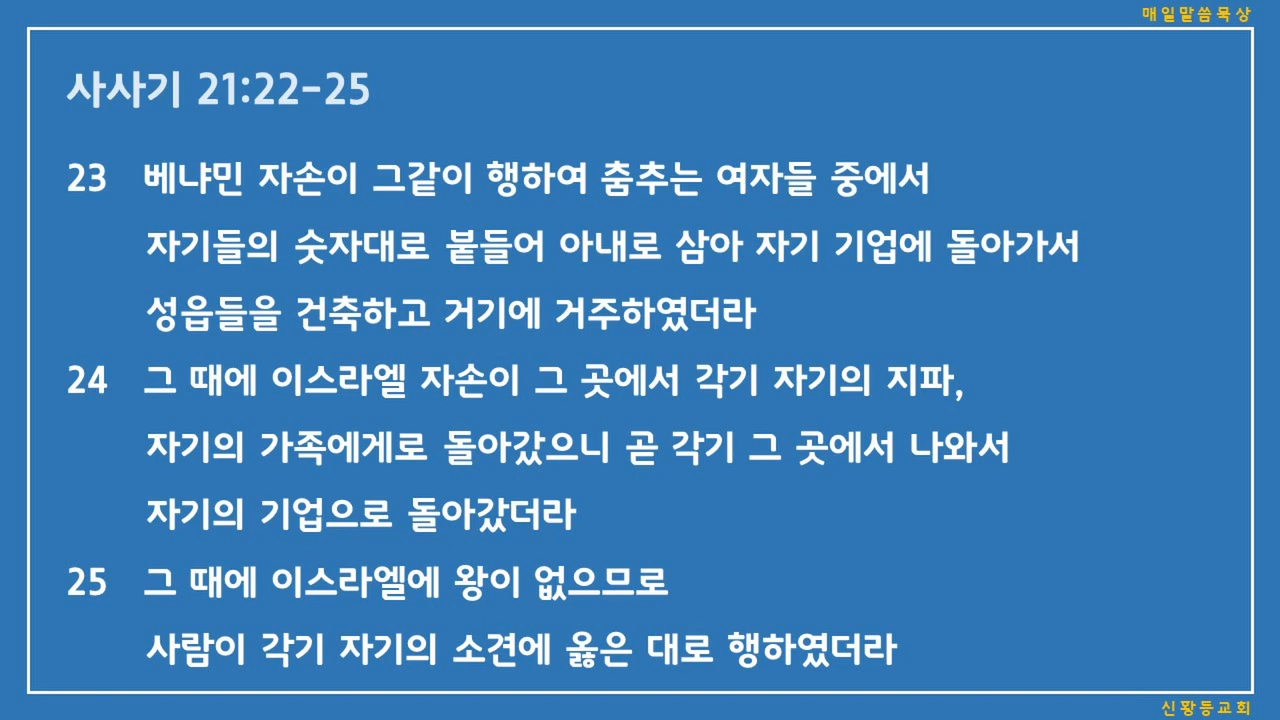 매일말씀묵상
사사기 21:22-25
23 베냐민 자손이 그같이 행하여 춤추는 여자들 중에서
자기들의 숫자대로 붙들어 아내로 삼아 자기 기업에 돌아가서
성읍들을 건축하고 거기에 거주하였더라
24 그 때에 이스라엘 자손이 그 곳에서 각기 자기의 지파,
자기의 가족에게로 돌아갔으니 곧 각기 그 곳에서 나와서
자기의 기업으로 돌아갔더라
25 그 때에 이스라엘에 왕이 없으므로
사람이 각기 자기의 소견에 옳은 대로 행하였더라
신황등교회